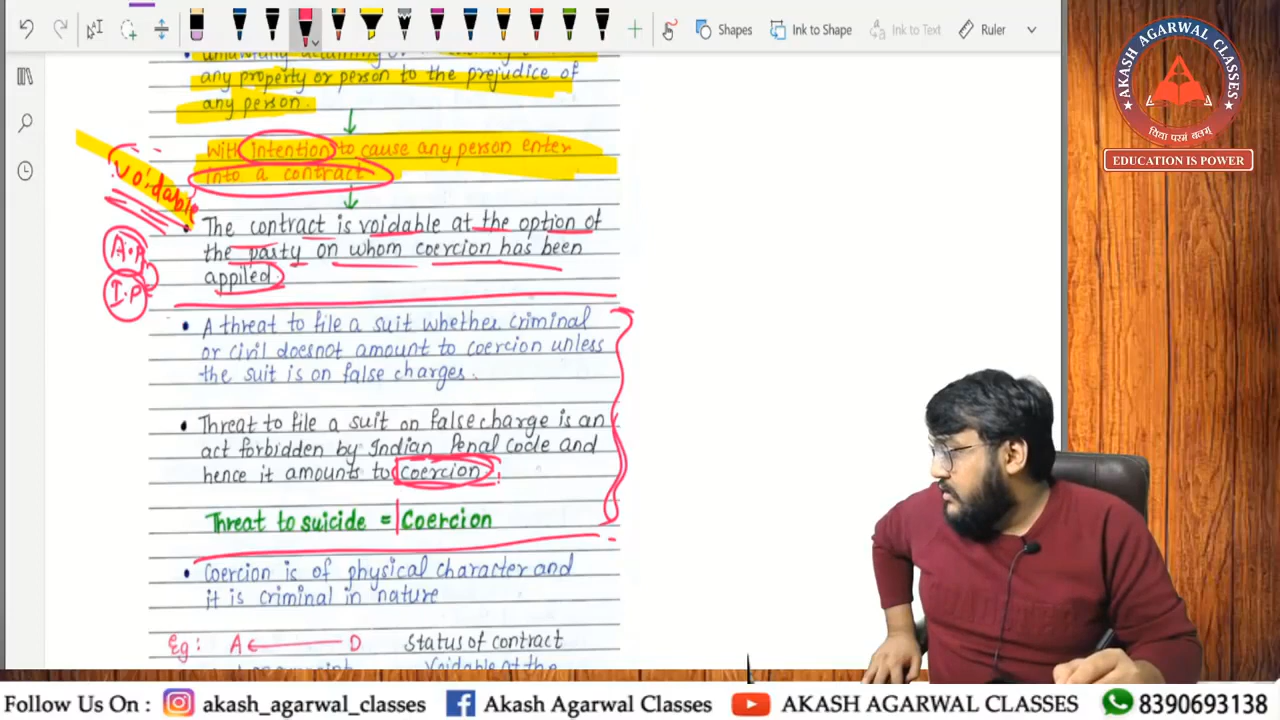 Shapes
Ink to Shape
Ink to Text
Ruler
any property or person to the prejudice of
any person.
With intention to cause any person enter
into a contract
Voidable
The contract is voidable at the option of
the party on whom coercion has been
appiled.
A.P
I.P
A threat to file a suit whether criminal
or civil doesnot amount to coercion unless
the suit is on false charges.
Threat to file a suit on false charge is an
act forbidden by Indian Penal code and
hence it amounts to coercion.
Threat to suicide = Coercion
Coercion is of physical character and
it is criminal in nature
Eg: A D Status of contract
Voidable at the
AKASH AGARWAL CLASSES
विद्या परमं बलम्
EDUCATION IS POWER
Follow Us On : akash_agarwal_classes Akash Agarwal Classes AKASH AGARWAL CLASSES 8390693138